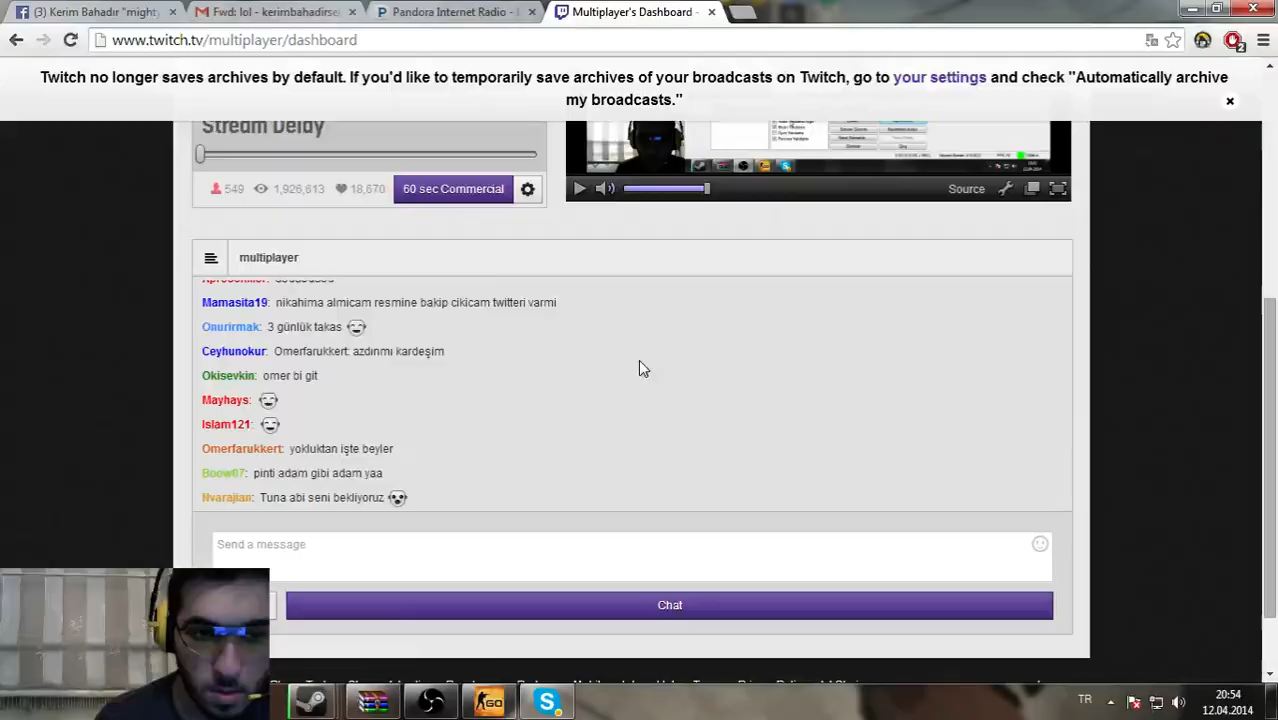 (3) Kerim Bahadır "mighty
Fwd: lol - kerimbahadirse
Pandora Internet Radio -
Multiplayer's Dashboard -
www.twitch.tv/multiplayer/dashboard
2
Twitch no longer saves archives by default. If you'd like to temporarily save archives of your broadcasts on Twitch, go to your settings and check "Automatically archive
my broadcasts."
Stream Delay
549 1,926,613 18,670 60 sec Commercial
Source
multiplayer
Mamasita19: nikahima almicam resmine bakip cikicam twitteri varmi
Onurirmak: 3 günlük takas
Ceyhunokur: Omerfarukkert: azdınmı kardeşim
Okisevkin: omer bi git
Mayhays:
Islam121:
Omerfarukkert: yokluktan işte beyler
Boow07: pinti adam gibi adam yaa
Nvarajian: Tuna abi seni bekliyoruz
Send a message
Chat
GO
TR
20:54
12.04.2014